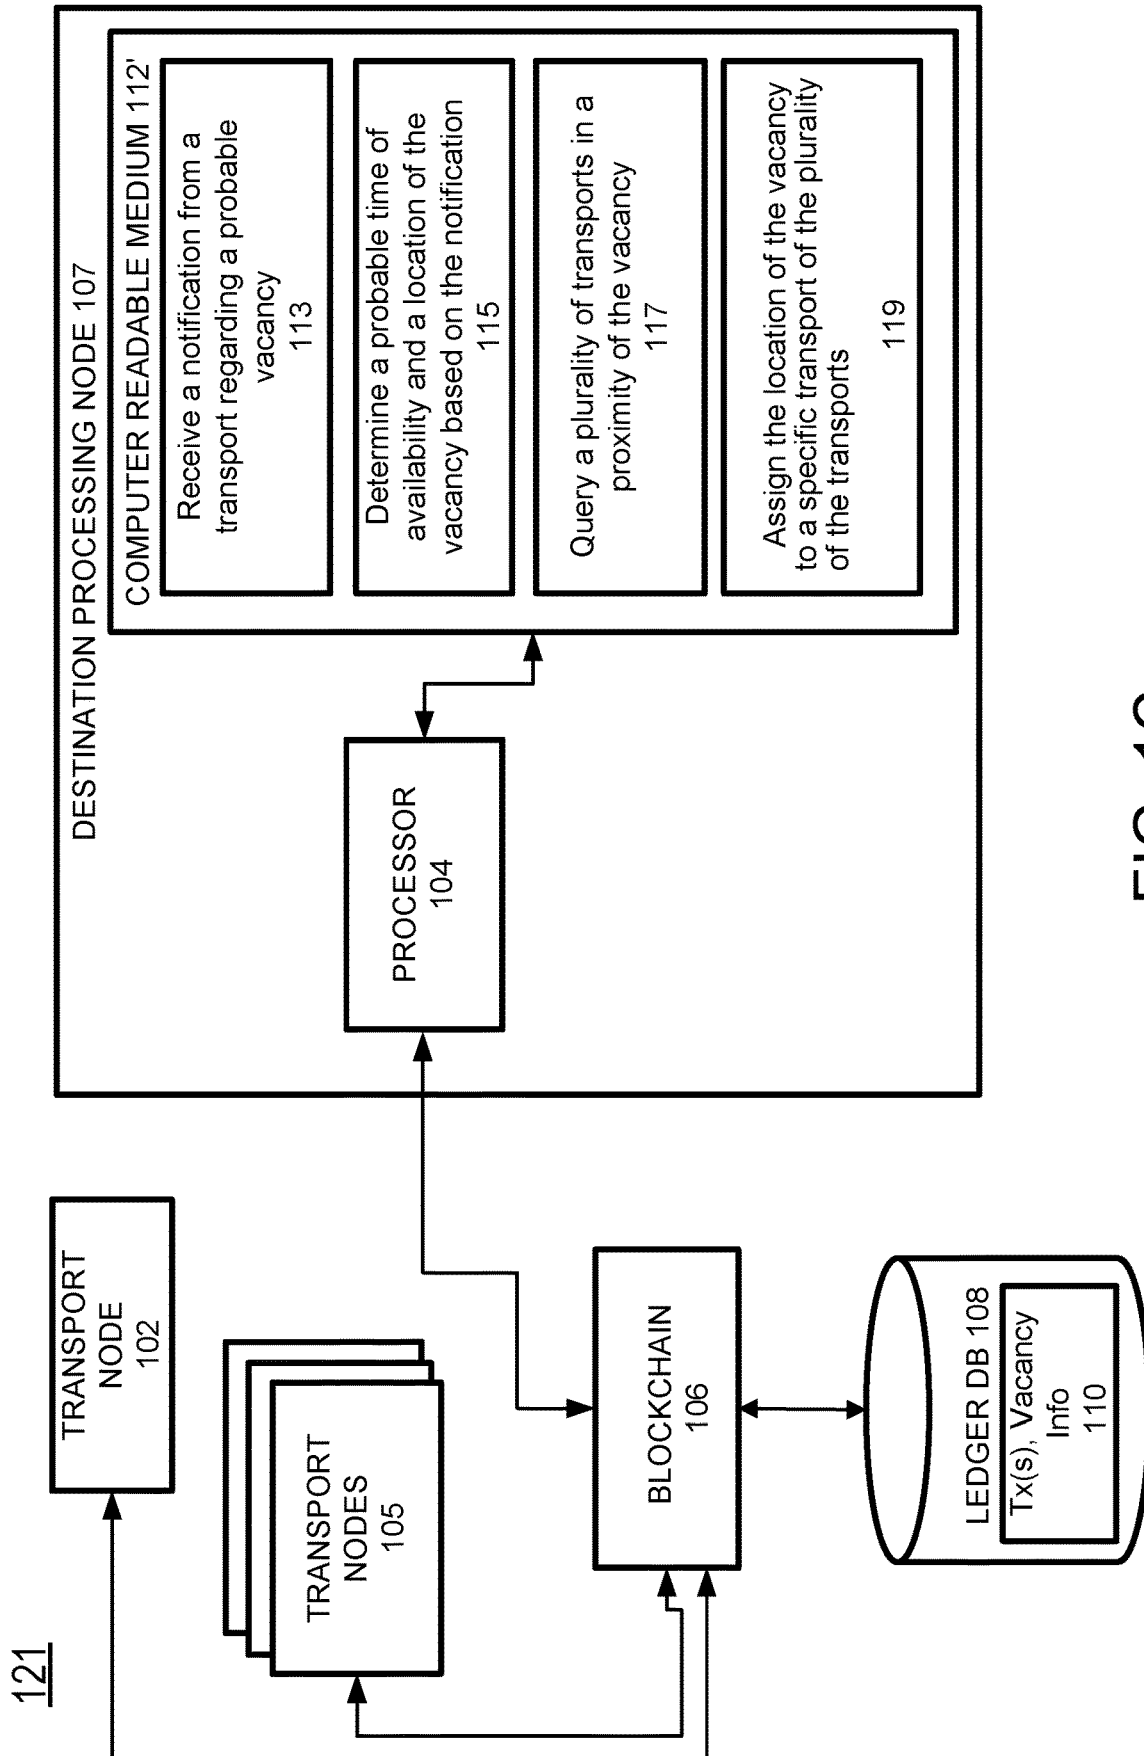 121
TRANSPORT
NODE
102
TRANSPORT
NODES
105
BLOCKCHAIN
106
LEDGER DB 108
Tx(s), Vacancy
Info
110
DESTINATION PROCESSING NODE 107
PROCESSOR
104
COMPUTER READABLE MEDIUM 112'
Receive a notification from a
transport regarding a probable
vacancy
113
Determine a probable time of
availability and a location of the
vacancy based on the notification
115
Query a plurality of transports in a
proximity of the vacancy
117
Assign the location of the vacancy
to a specific transport of the plurality
of the transports
119